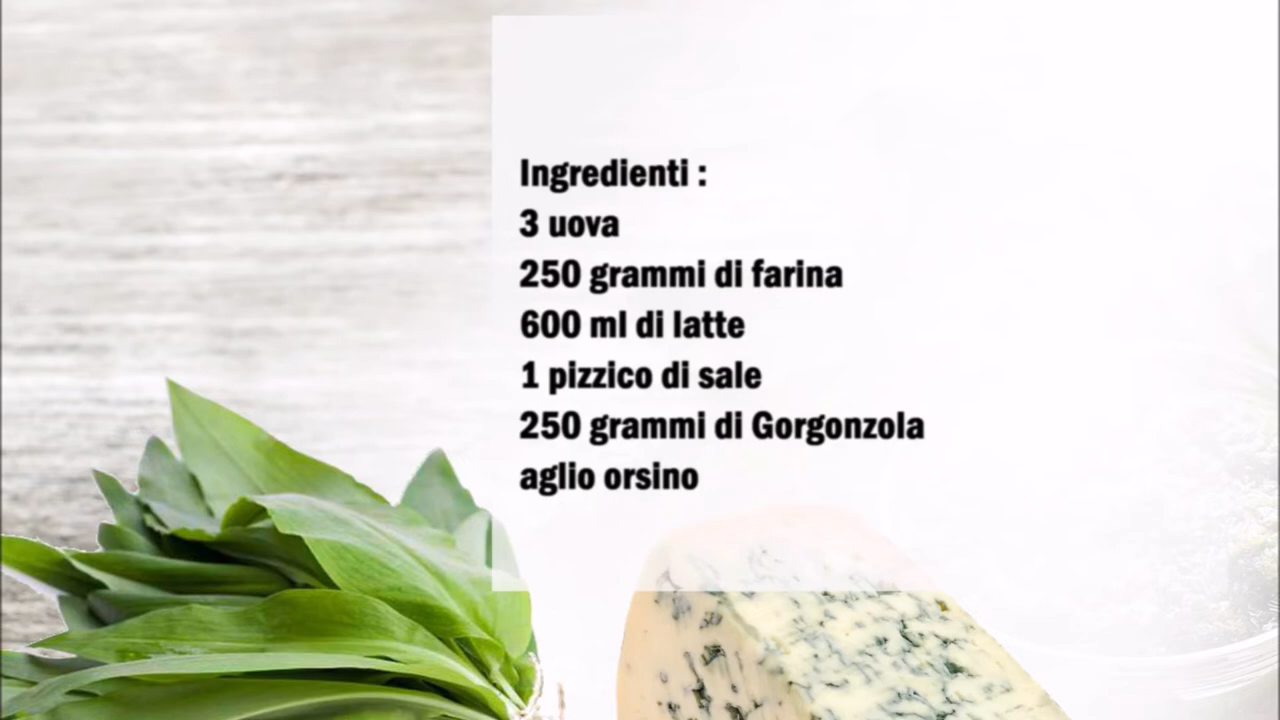 Ingredienti :
3 uova
250 grammi di farina
600 ml di latte
1 pizzico di sale
250 grammi di Gorgonzola
aglio orsino